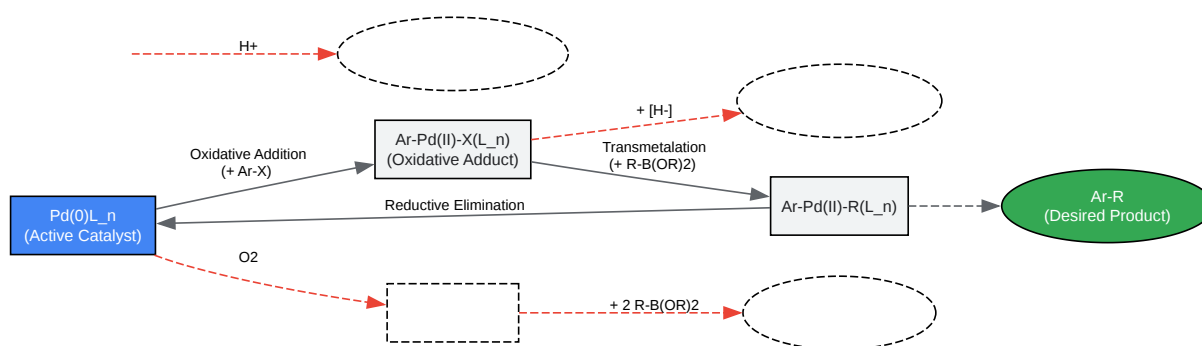 H+
+ [H-]
Ar-Pd(II)-X(L_n)
(Oxidative Adduct)
Oxidative Addition
(+ Ar-X)
Transmetalation
(+ R-B(OR)2)
Pd(0)L_n
(Active Catalyst)
Reductive Elimination
Ar-Pd(II)-R(L_n)
Ar-R
(Desired Product)
O2
+ 2 R-B(OR)2